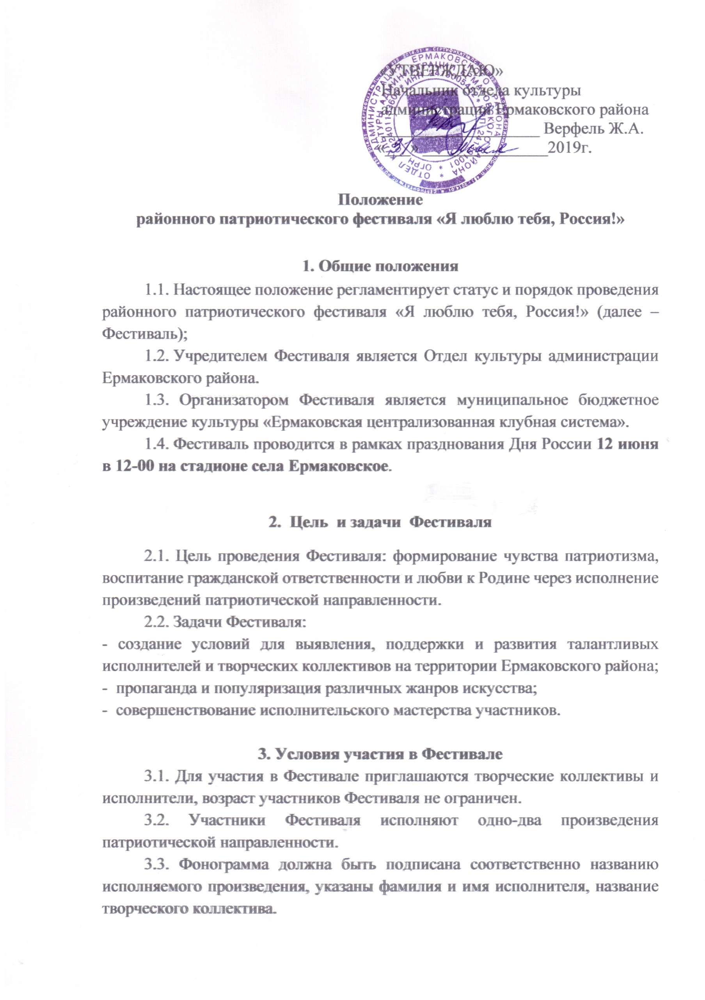 «УТВЕРЖДАЮ»
Начальник отдела культуры
администрации Ермаковского района
Верфель Ж.А.
«31» 2019г.
Положение
районного патриотического фестиваля «Я люблю тебя, Россия!»
1. Общие положения
1.1. Настоящее положение регламентирует статус и порядок проведения
районного патриотического фестиваля «Я люблю тебя, Россия!» (далее –
Фестиваль);
1.2. Учредителем Фестиваля является Отдел культуры администрации
Ермаковского района.
1.3. Организатором Фестиваля является муниципальное бюджетное
учреждение культуры «Ермаковская централизованная клубная система».
1.4. Фестиваль проводится в рамках празднования Дня России 12 июня
в 12-00 на стадионе села Ермаковское.
2. Цель и задачи Фестиваля
2.1. Цель проведения Фестиваля: формирование чувства патриотизма,
воспитание гражданской ответственности и любви к Родине через исполнение
произведений патриотической направленности.
2.2. Задачи Фестиваля:
- создание условий для выявления, поддержки и развития талантливых
исполнителей и творческих коллективов на территории Ермаковского района;
- пропаганда и популяризация различных жанров искусства;
- совершенствование исполнительского мастерства участников.
3. Условия участия в Фестивале
3.1. Для участия в Фестивале приглашаются творческие коллективы и
исполнители, возраст участников Фестиваля не ограничен.
3.2. Участники Фестиваля исполняют одно-два произведения
патриотической направленности.
3.3. Фонограмма должна быть подписана соответственно названию
исполняемого произведения, указаны фамилия и имя исполнителя, название
творческого коллектива.
АДМИНИСТРАЦИЯ ЕРМАКОВСКОГО РАЙОНА
ОТДЕЛ КУЛЬТУРЫ АДМИНИСТРАЦИИ ЕРМАКОВСКОГО РАЙОНА